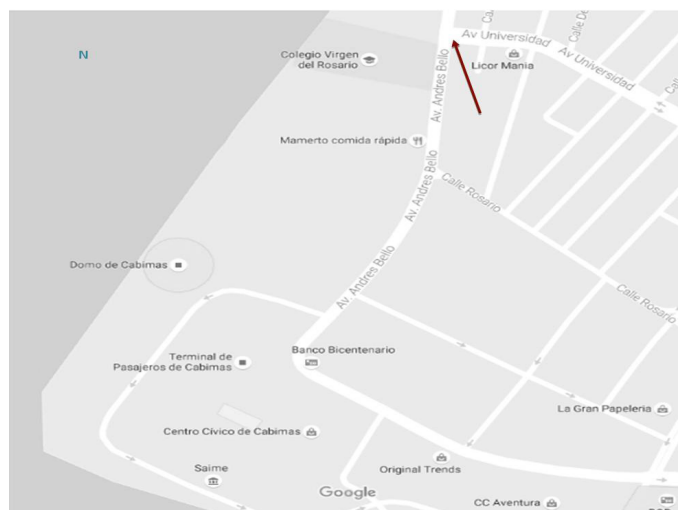 N
Calle De
Av Universidad
Colegio Virgen
del Rosario
Licor Mania
Av Universidad
Av. Andres Bello
Mamerto comida rápida
Calle Rosario
Av. Andres Bello
Domo de Cabimas
Av. Andres Bello
Calle Rosario
Banco Bicentenario
Terminal de
Pasajeros de Cabimas
La Gran Papeleria
Centro Cívico de Cabimas
Saime
Original Trends
Google
CC Aventura